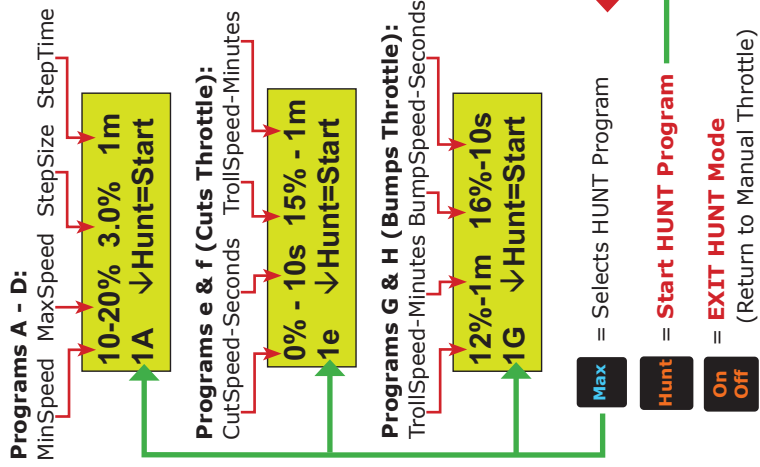 Programs A - D:
MinSpeed MaxSpeed StepSize StepTime
10-20% 3.0% 1m
1A ↓Hunt=Start
Programs e & f (Cuts Throttle):
CutSpeed-Seconds TrollSpeed-Minutes
0% - 10s 15% - 1m
1e ↓Hunt=Start
Programs G & H (Bumps Throttle):
TrollSpeed-Minutes BumpSpeed-Seconds
12%-1m 16%-10s
1G ↓Hunt=Start
Max = Selects HUNT Program
Hunt = Start HUNT Program
On
Off
= EXIT HUNT Mode
(Return to Manual Throttle)